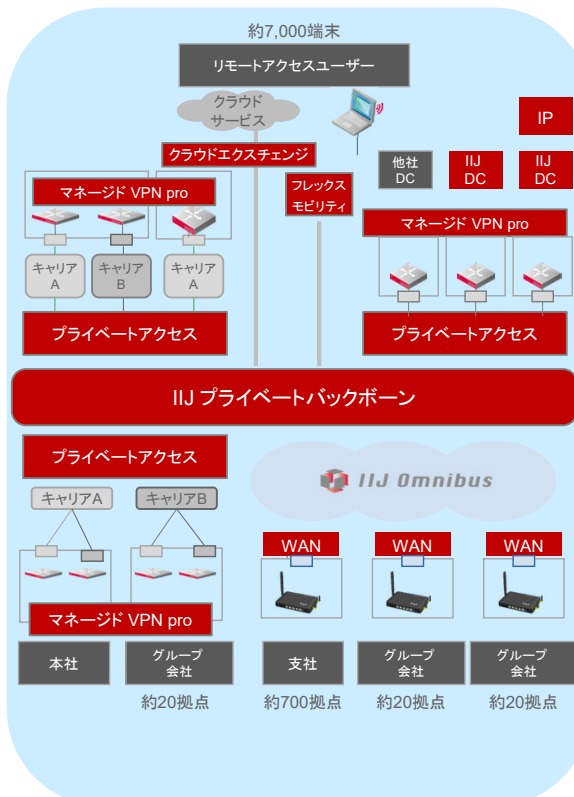 約7,000端末
リモートアクセスユーザー
クラウド
サービス
クラウドエクスチェンジ
IP
他社
DC
IIJ
DC
IIJ
DC
フレックス
モビリティ
マネージド VPN pro
マネージド VPN pro
キャリア
A
キャリア
B
キャリア
A
プライベートアクセス
プライベートアクセス
IIJ プライベートバックボーン
プライベートアクセス
IIJ Omnibus
キャリアA
キャリアB
WAN
WAN
WAN
マネージド VPN pro
本社
グループ
会社
支社
グループ
会社
グループ
会社
約20拠点
約700拠点
約20拠点
約20拠点